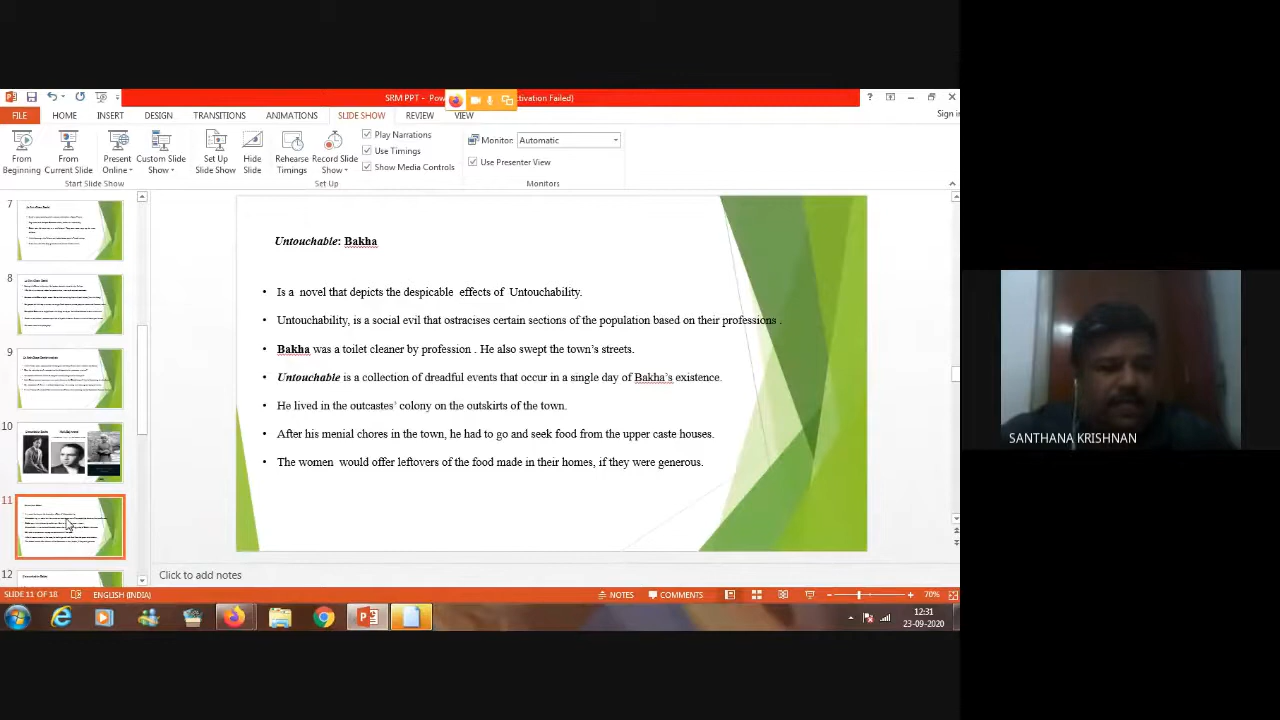 SRM PPT - Pow
tivation Failed)
FILE HOME INSERT DESIGN TRANSITIONS ANIMATIONS SLIDE SHOW REVIEW VIEW Sign in
From Beginning
From Current Slide
Present Online
Custom Slide Show
Start Slide Show
Set Up Slide Show
Hide Slide
Rehearse Timings
Record Slide Show
Play Narrations
Use Timings
Show Media Controls
Set Up
Monitor: Automatic
Use Presenter View
Monitors
7
8
9
10
11
12
Untouchable: Bakha
• Is a novel that depicts the despicable effects of Untouchability.
• Untouchability, is a social evil that ostracises certain sections of the population based on their professions .
• Bakha was a toilet cleaner by profession . He also swept the town’s streets.
• Untouchable is a collection of dreadful events that occur in a single day of Bakha’s existence.
• He lived in the outcastes’ colony on the outskirts of the town.
• After his menial chores in the town, he had to go and seek food from the upper caste houses.
• The women would offer leftovers of the food made in their homes, if they were generous.
Click to add notes
SLIDE 11 OF 18 ENGLISH (INDIA) NOTES COMMENTS 70%
12:31
23-09-2020
SANTHANA KRISHNAN